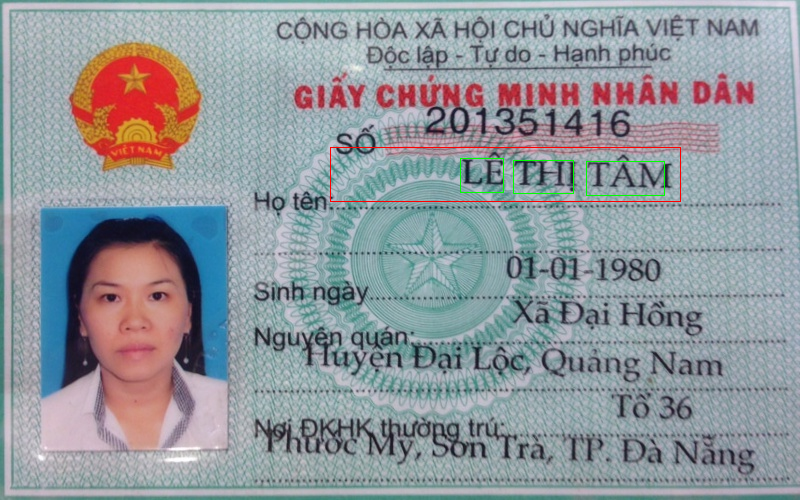 CỘNG HÒA XÃ HỘI CHỦ NGHĨA VIỆT NAM
Độc lập - Tự do - Hạnh phúc
GIẤY CHỨNG MINH NHÂN DÂN
SỐ 201351416
Họ tên LÊ THỊ TÂM
Sinh ngày 01-01-1980
Nguyên quán: Xã Đại Hồng
Huyện Đại Lộc, Quảng Nam
Nơi ĐKHK thường trú: Tổ 36
Phước Mỹ, Sơn Trà, TP. Đà Nẵng
VIỆT NAM